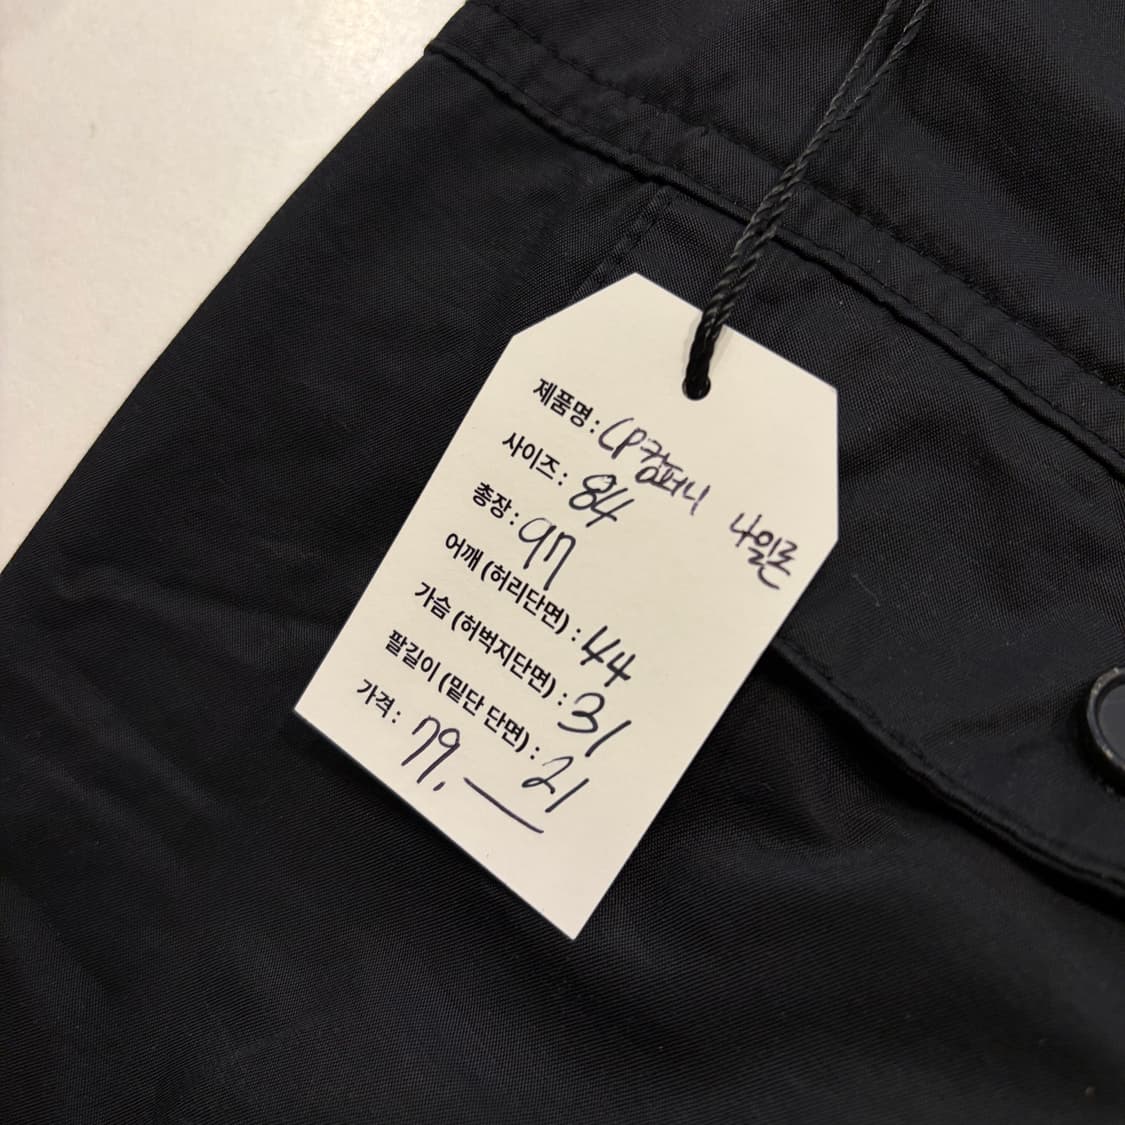 제품명 : CP컴퍼니 나일론
사이즈 : 84
총장 : 97
어깨 (허리단면) : 44
가슴 (허벅지단면) : 31
팔길이 (밑단 단면) : 21
가격 : 79.—